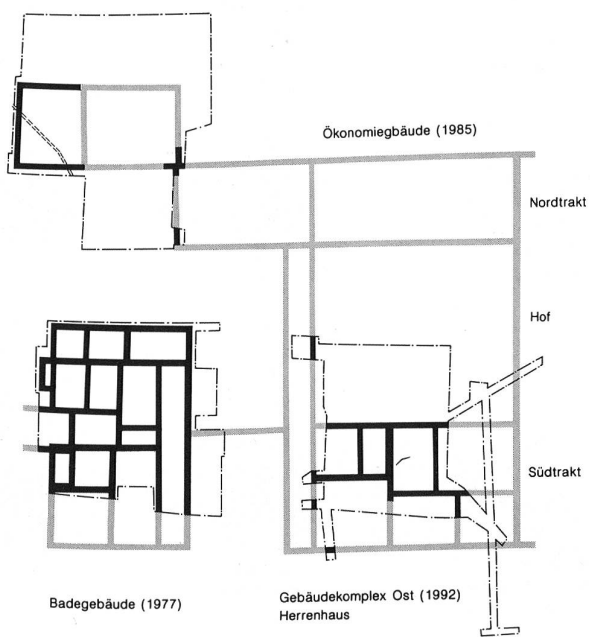 Ökonomiegbäude (1985)
Nordtrakt
Hof
Südtrakt
Badegebäude (1977)
Gebäudekomplex Ost (1992)
Herrenhaus